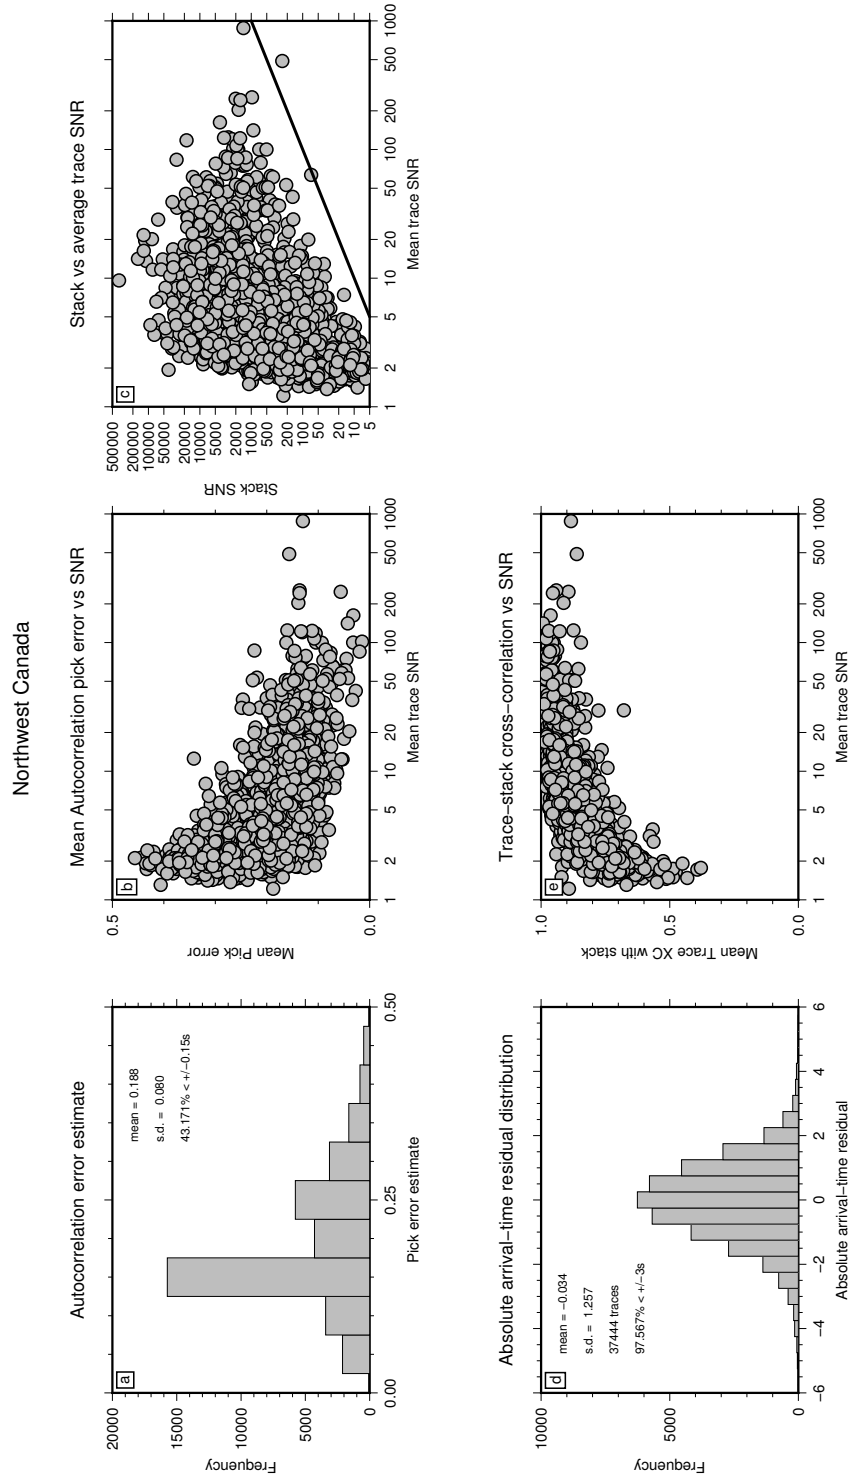 Northwest Canada
Autocorrelation error estimate
a
mean = 0.188
s.d. = 0.080
43.171% < +/−0.15s
20000
15000
10000
5000
0
Frequency
0.00
0.25
0.50
Pick error estimate
Mean Autocorrelation pick error vs SNR
b
0.5
0.0
Mean Pick error
1
2
5
10
20
50
100
200
500
1000
Mean trace SNR
Stack vs average trace SNR
c
500000
200000
100000
50000
20000
10000
5000
2000
1000
500
200
100
50
20
10
5
Stack SNR
1
2
5
10
20
50
100
200
500
1000
Mean trace SNR
Absolute arrival−time residual distribution
d
mean = −0.034
s.d. = 1.257
37444 traces
97.567% < +/−3s
10000
5000
0
Frequency
−6
−4
−2
0
2
4
6
Absolute arrival−time residual
Trace−stack cross−correlation vs SNR
e
1.0
0.5
0.0
Mean Trace XC with stack
1
2
5
10
20
50
100
200
500
1000
Mean trace SNR